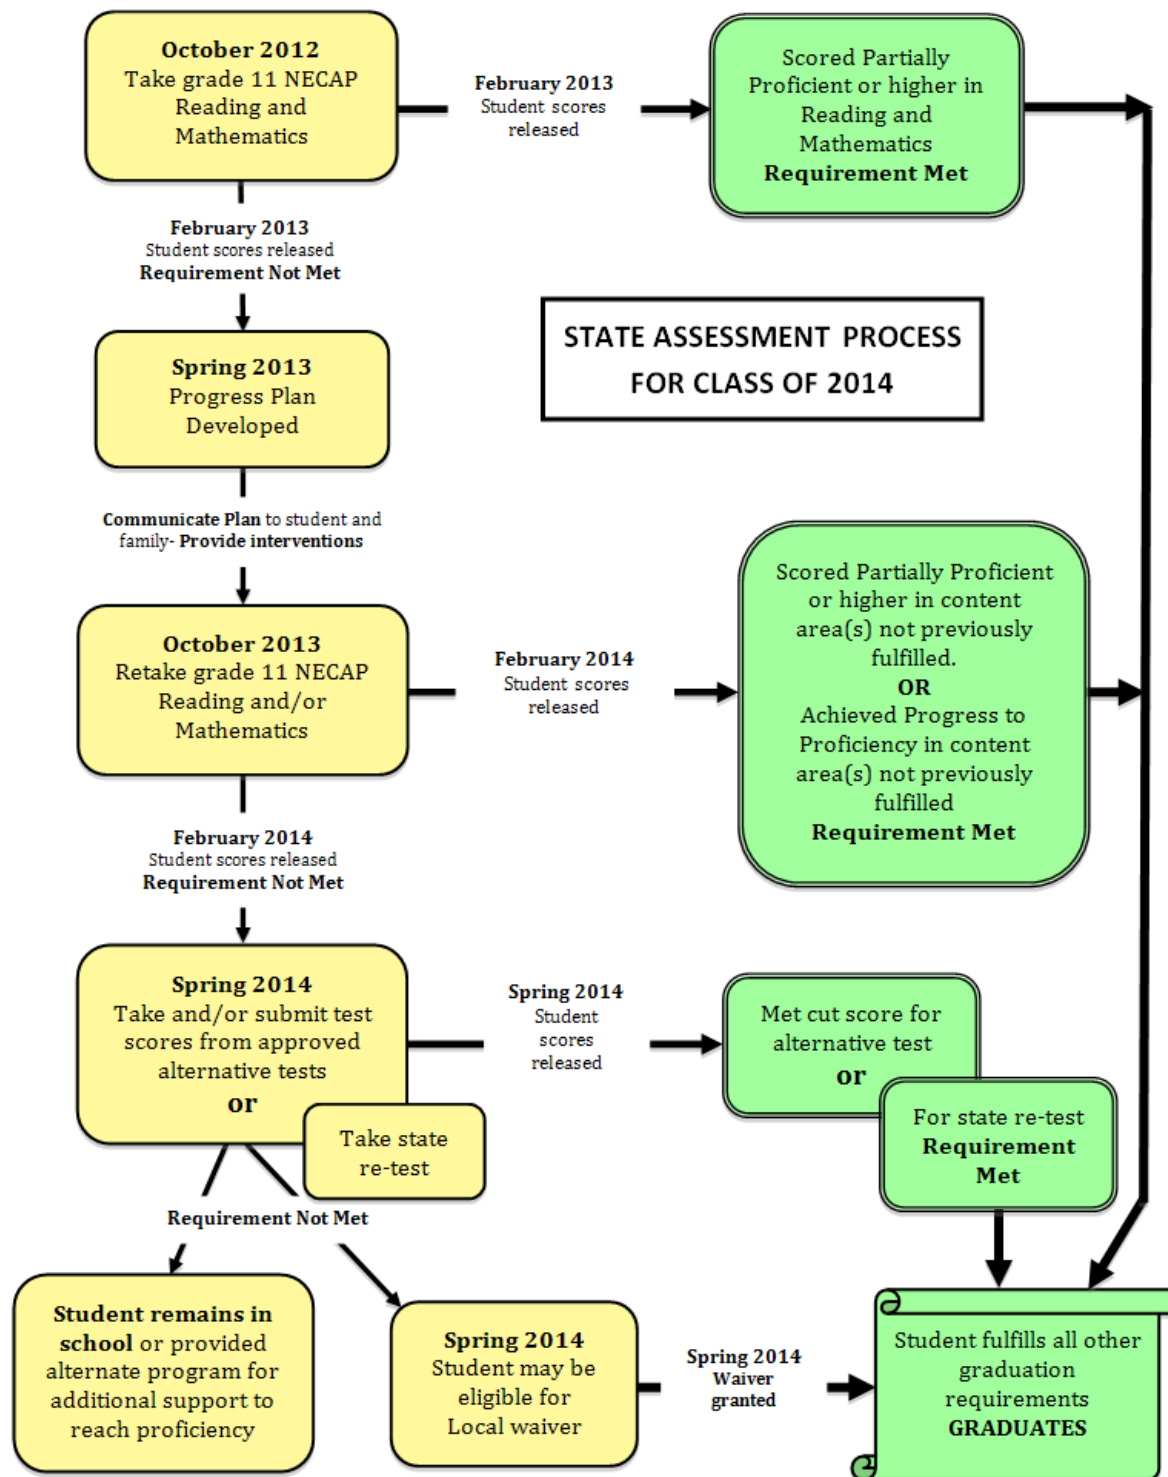 October 2012
Take grade 11 NECAP
Reading and
Mathematics
February 2013
Student scores
released
Scored Partially
Proficient or higher in
Reading and
Mathematics
Requirement Met
February 2013
Student scores released
Requirement Not Met
STATE ASSESSMENT PROCESS
FOR CLASS OF 2014
Spring 2013
Progress Plan
Developed
Communicate Plan to student and
family- Provide interventions
October 2013
Retake grade 11 NECAP
Reading and/or
Mathematics
February 2014
Student scores
released
Scored Partially Proficient
or higher in content
area(s) not previously
fulfilled.
OR
Achieved Progress to
Proficiency in content
area(s) not previously
fulfilled
Requirement Met
February 2014
Student scores released
Requirement Not Met
Spring 2014
Take and/or submit test
scores from approved
alternative tests
or
Take state
re-test
Spring 2014
Student
scores
released
Met cut score for
alternative test
or
For state re-test
Requirement
Met
Requirement Not Met
Student remains in
school or provided
alternate program for
additional support to
reach proficiency
Spring 2014
Student may be
eligible for
Local waiver
Spring 2014
Waiver
granted
Student fulfills all other
graduation
requirements
GRADUATES